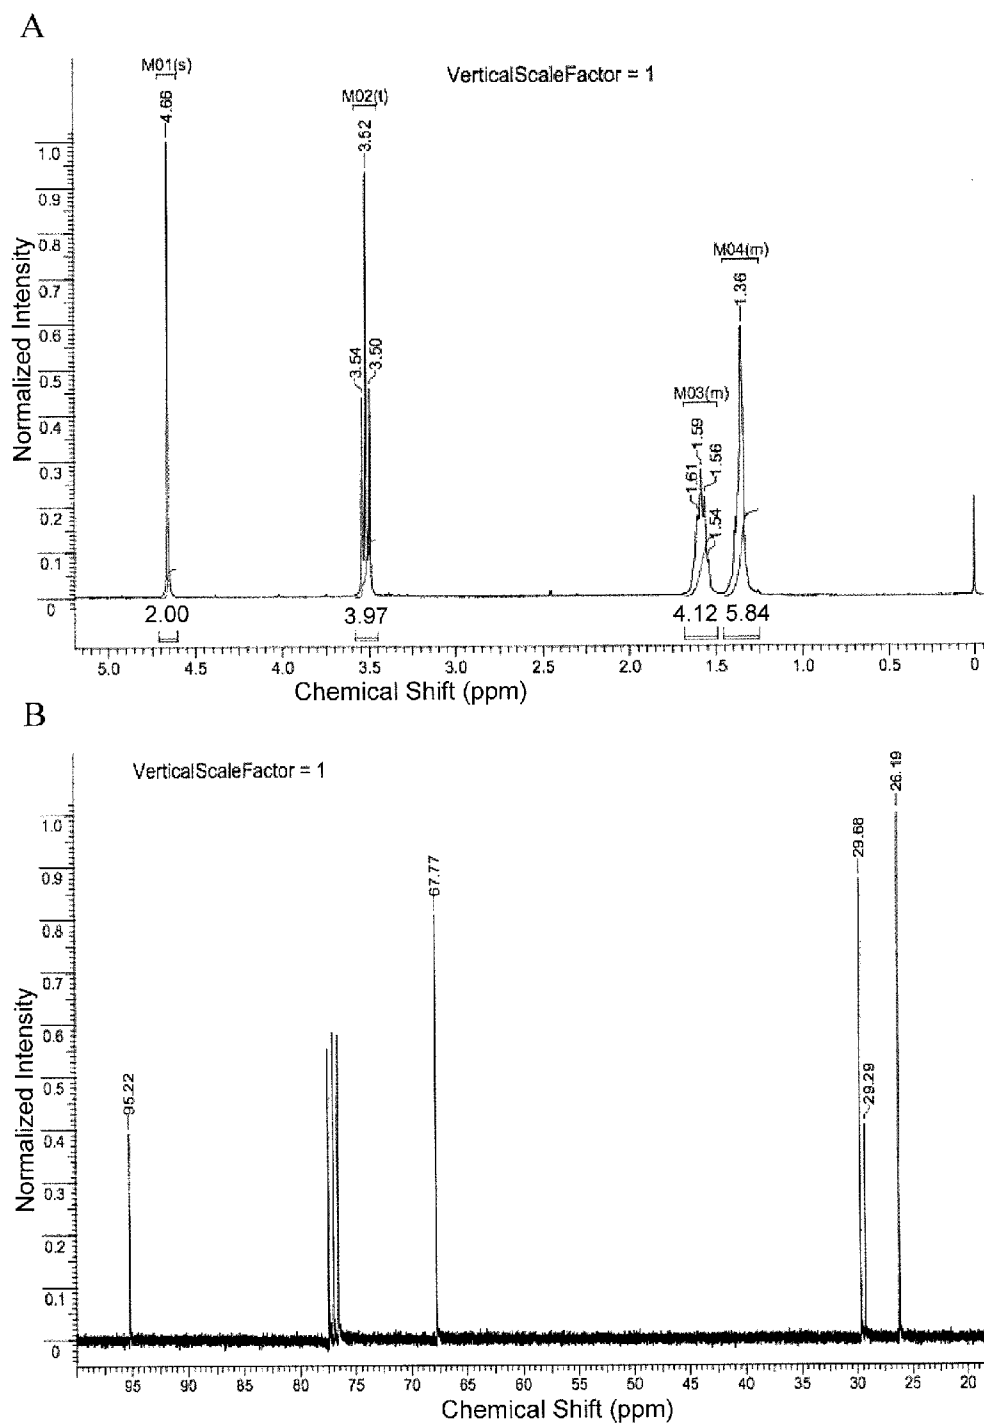 A
M01(s)
VerticalScaleFactor = 1
4.66
M02(t)
3.52
3.54
3.50
M04(m)
1.36
M03(m)
1.61
1.59
1.56
1.54
1.0
0.9
0.8
0.7
0.6
0.5
0.4
0.3
0.2
0.1
0
Normalized Intensity
2.00 3.97 4.12 5.84
5.0 4.5 4.0 3.5 3.0 2.5 2.0 1.5 1.0 0.5 0
Chemical Shift (ppm)
B
VerticalScaleFactor = 1
95.22
67.77
29.68
29.29
26.19
1.0
0.9
0.8
0.7
0.6
0.5
0.4
0.3
0.2
0.1
0
Normalized Intensity
95 90 85 80 75 70 65 60 55 50 45 40 35 30 25 20
Chemical Shift (ppm)